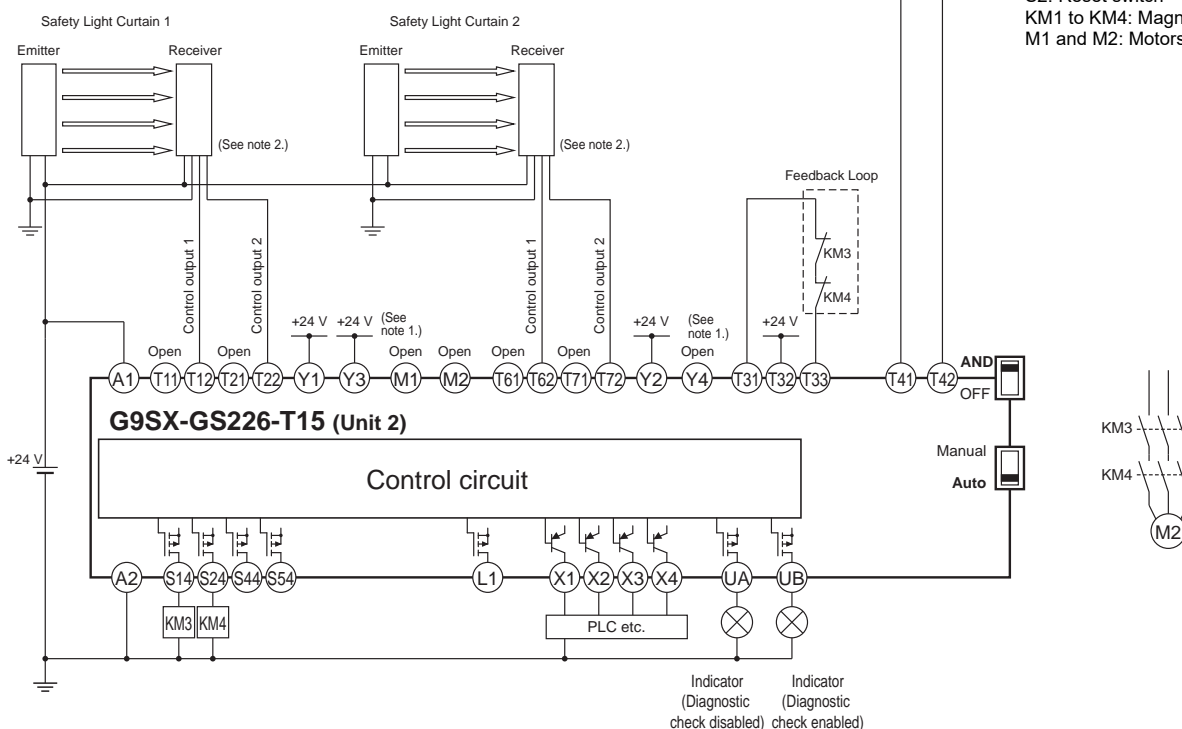 S2: Reset switch
KM1 to KM4: Magn
M1 and M2: Motors
Safety Light Curtain 1
Safety Light Curtain 2
Emitter
Receiver
Emitter
Receiver
(See note 2.)
(See note 2.)
Feedback Loop
KM3
KM4
Control output 1
Control output 2
Control output 1
Control output 2
+24 V
+24 V
(See
note 1.)
+24 V
(See
note 1.)
+24 V
Open
Open
Open
Open
Open
Open
Open
A1 T11 T12 T21 T22 Y1 Y3 M1 M2 T61 T62 T71 T72 Y2 Y4 T31 T32 T33 T41 T42
AND
OFF
G9SX-GS226-T15 (Unit 2)
Manual
Auto
Control circuit
+24 V
KM3
KM4
M2
A2 S14 S24 S44 S54 L1 X1 X2 X3 X4 UA UB
KM3 KM4
PLC etc.
Indicator
(Diagnostic
check disabled)
Indicator
(Diagnostic
check enabled)